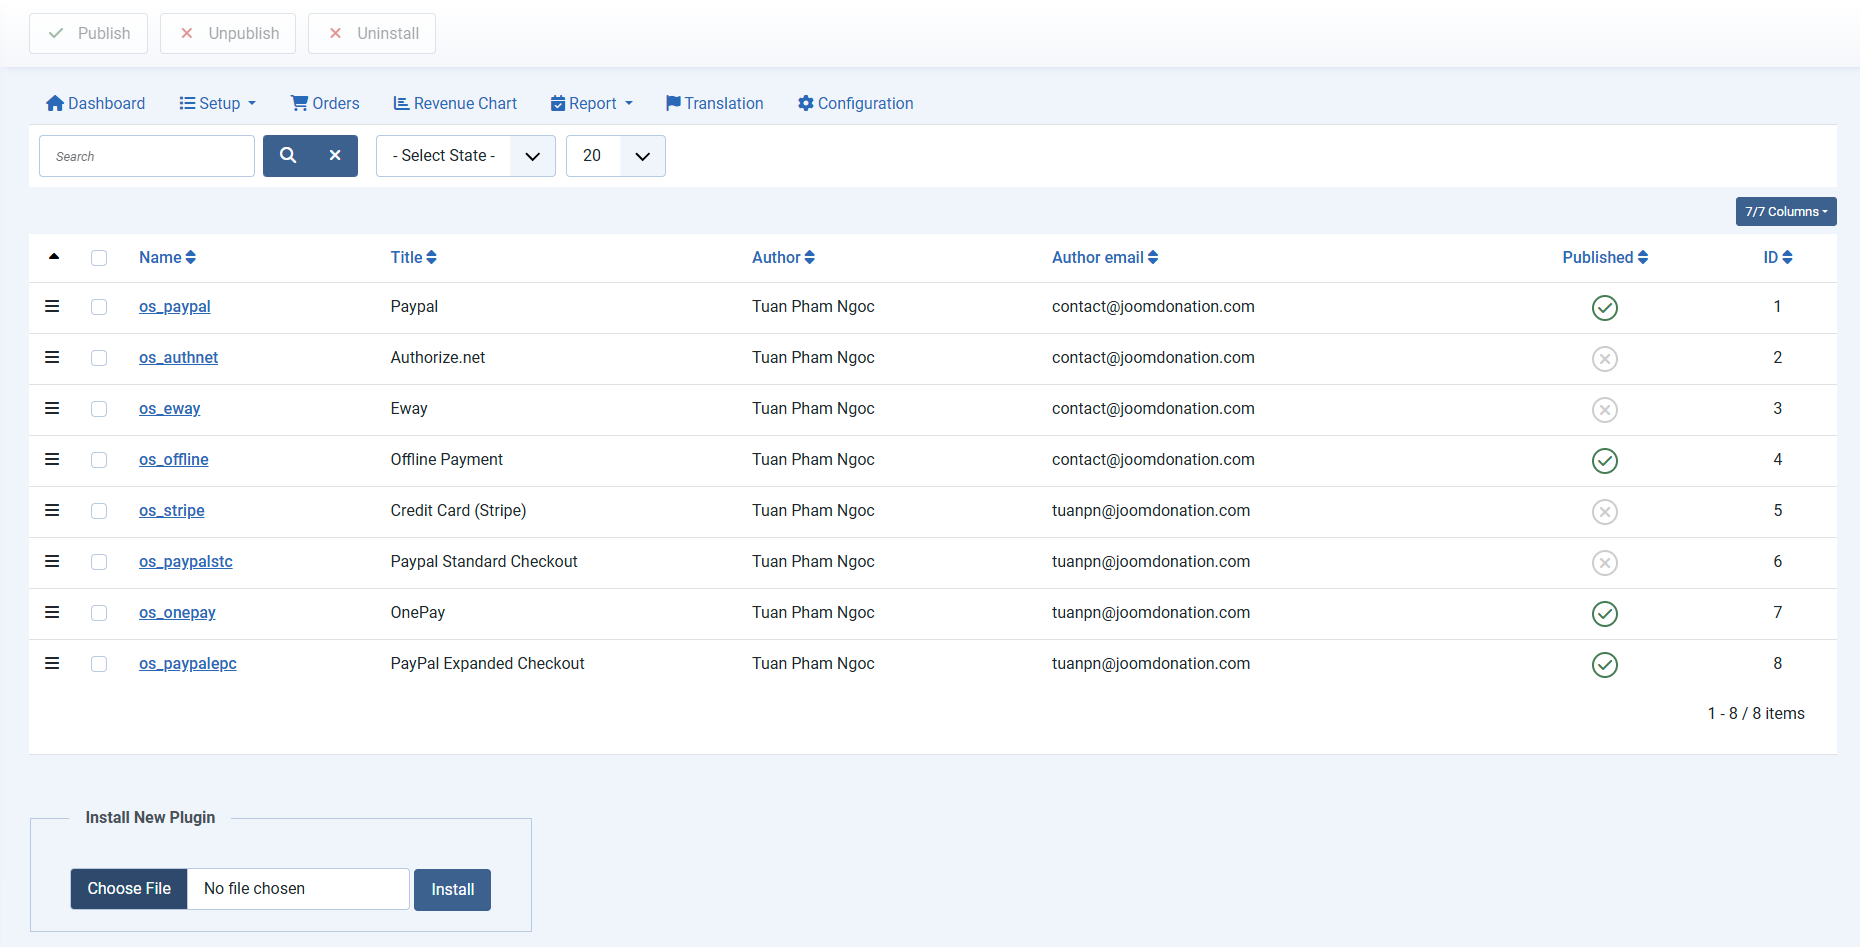 Publish Unpublish Uninstall
Dashboard Setup Orders Revenue Chart Report Translation Configuration
Search - Select State - 20
7/7 Columns
Name Title Author Author email Published ID
os_paypal Paypal Tuan Pham Ngoc contact@joomdonation.com 1
os_authnet Authorize.net Tuan Pham Ngoc contact@joomdonation.com 2
os_eway Eway Tuan Pham Ngoc contact@joomdonation.com 3
os_offline Offline Payment Tuan Pham Ngoc contact@joomdonation.com 4
os_stripe Credit Card (Stripe) Tuan Pham Ngoc tuanpn@joomdonation.com 5
os_paypalstc Paypal Standard Checkout Tuan Pham Ngoc tuanpn@joomdonation.com 6
os_onepay OnePay Tuan Pham Ngoc tuanpn@joomdonation.com 7
os_paypalepc PayPal Expanded Checkout Tuan Pham Ngoc tuanpn@joomdonation.com 8
1 - 8 / 8 items
Install New Plugin
Choose File No file chosen Install